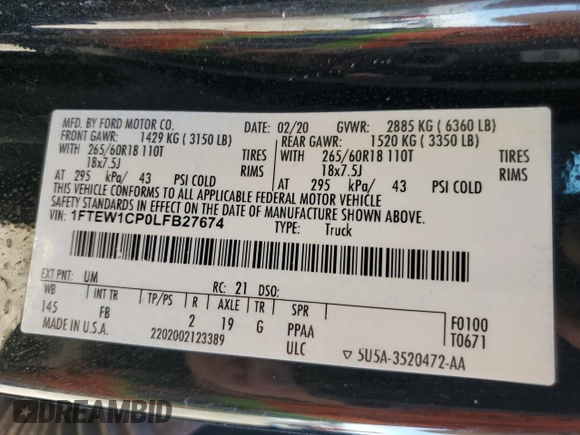 MFD. BY FORD MOTOR CO. DATE: 02/20 GVWR: 2885 KG ( 6360 LB)
FRONT GAWR: 1429 KG ( 3150 LB) REAR GAWR: 1520 KG ( 3350 LB)
WITH 265/60R18 110T TIRES WITH 265/60R18 110T TIRES
18x7.5J RIMS 18x7.5J RIMS
AT 295 kPa/ 43 PSI COLD AT 295 kPa/ 43 PSI COLD
THIS VEHICLE CONFORMS TO ALL APPLICABLE FEDERAL MOTOR VEHICLE
SAFETY STANDARDS IN EFFECT ON THE DATE OF MANUFACTURE SHOWN ABOVE.
VIN: 1FTEW1CP0LFB27674 TYPE: Truck
EXT PNT: UM RC: 21 DSO:
WB INT TR TP/PS R AXLE TR SPR F0100
145 FB 2 19 G PPAA T0671
MADE IN U.S.A. 2202002123389 ULC ▽ 5U5A-3520472-AA
DREAMBID